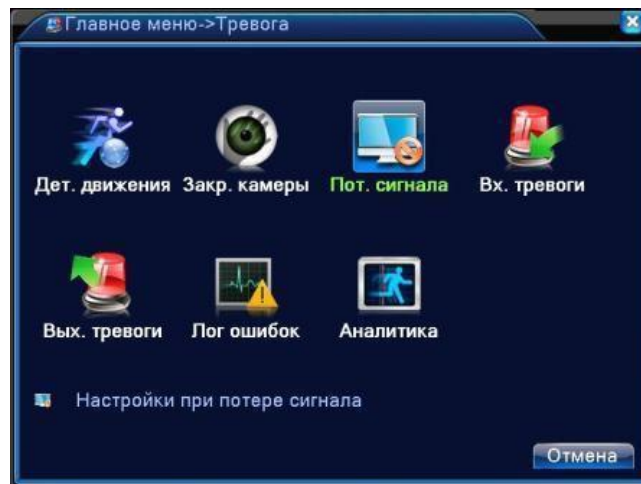 Главное меню->Тревога
Дет. движения Закр. камеры Пот. сигнала Вх. тревоги
Вых. тревоги Лог ошибок Аналитика
Настройки при потере сигнала
Отмена